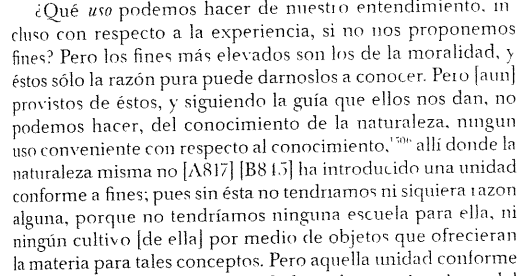 ¿Qué uso podemos hacer de nuestro entendimiento, in
cluso con respecto a la experiencia, si no nos proponemos
fines? Pero los fines más elevados son los de la moralidad, y
éstos sólo la razón pura puede darnoslos a conocer. Pero [aun]
provistos de éstos, y siguiendo la guía que ellos nos dan, no
podemos hacer, del conocimiento de la naturaleza, ningun
uso conveniente con respecto al conocimiento, allí donde la
naturaleza misma no [A817] [B845] ha introducido una unidad
conforme a fines; pues sin ésta no tendriamos ni siquiera razon
alguna, porque no tendríamos ninguna escuela para ella, ni
ningún cultivo [de ella] por medio de objetos que ofrecieran
la materia para tales conceptos. Pero aquella unidad conforme